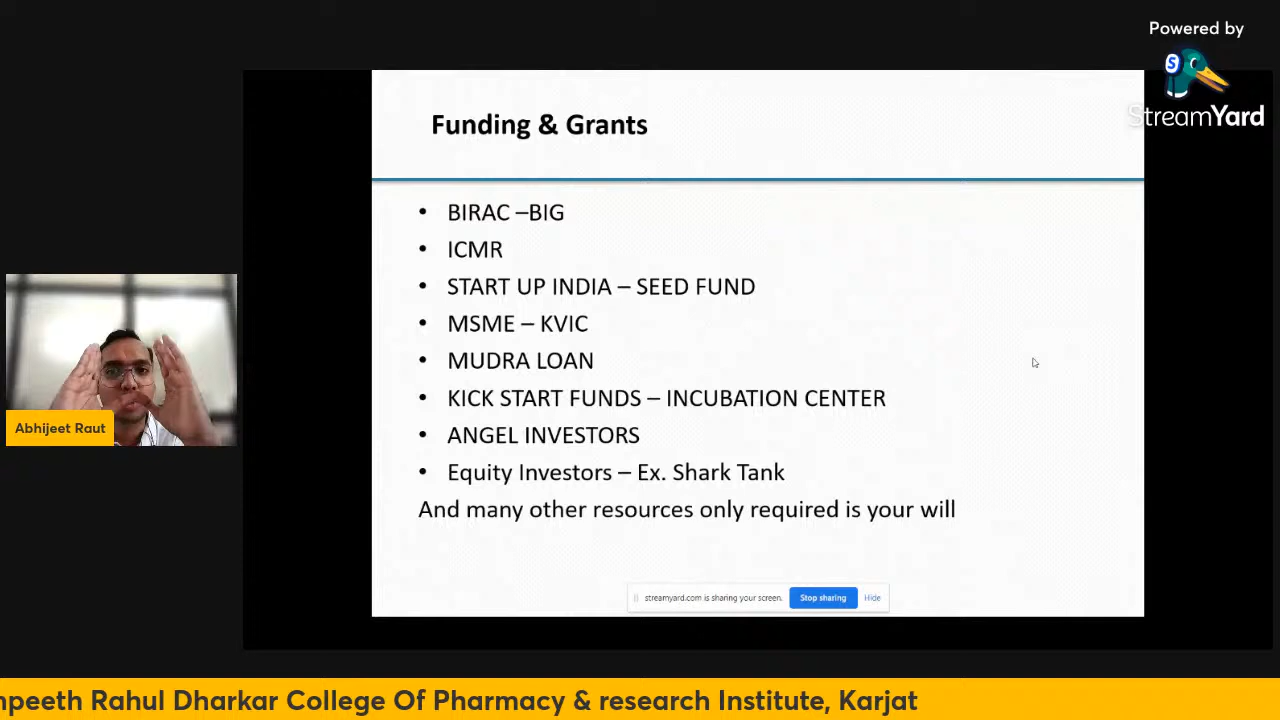 Powered by
StreamYard
Funding & Grants
• BIRAC –BIG
• ICMR
• START UP INDIA – SEED FUND
• MSME – KVIC
• MUDRA LOAN
• KICK START FUNDS – INCUBATION CENTER
• ANGEL INVESTORS
• Equity Investors – Ex. Shark Tank
And many other resources only required is your will
Abhijeet Raut
streamyard.com is sharing your screen.
Stop sharing
Hide
npeeth Rahul Dharkar College Of Pharmacy & research Institute, Karjat